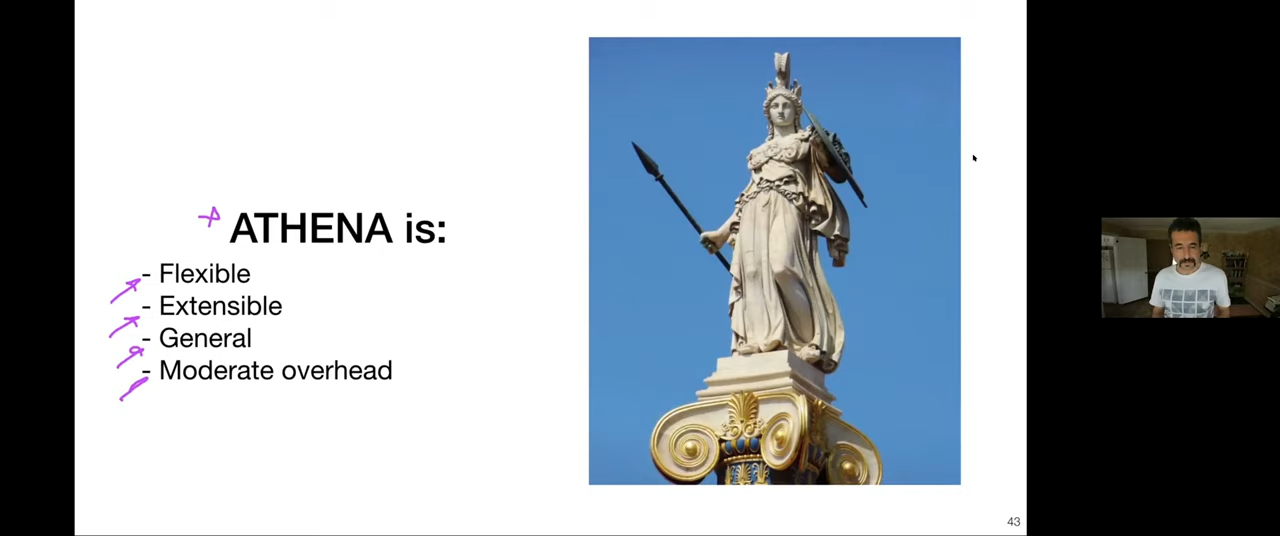 ATHENA is:
- Flexible
- Extensible
- General
- Moderate overhead
43